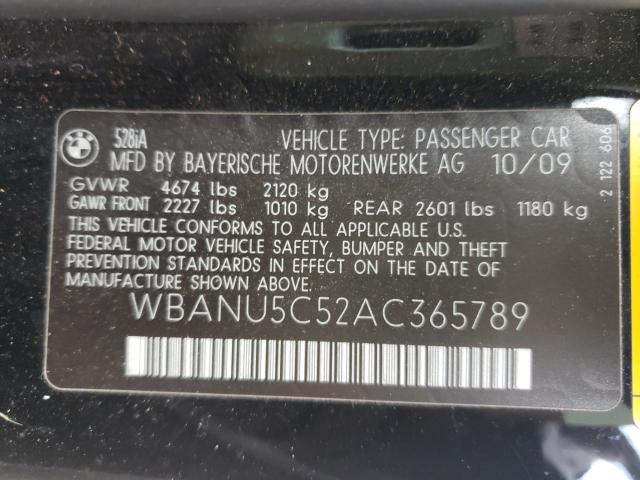 BMW
528iA
VEHICLE TYPE: PASSENGER CAR
MFD BY BAYERISCHE MOTORENWERKE AG 10/09
GVWR 4674 lbs 2120 kg
GAWR FRONT 2227 lbs 1010 kg REAR 2601 lbs 1180 kg
THIS VEHICLE CONFORMS TO ALL APPLICABLE U.S.
FEDERAL MOTOR VEHICLE SAFETY, BUMPER AND THEFT
PREVENTION STANDARDS IN EFFECT ON THE DATE OF
MANUFACTURE SHOWN ABOVE.
WBANU5C52AC365789
2 122 606